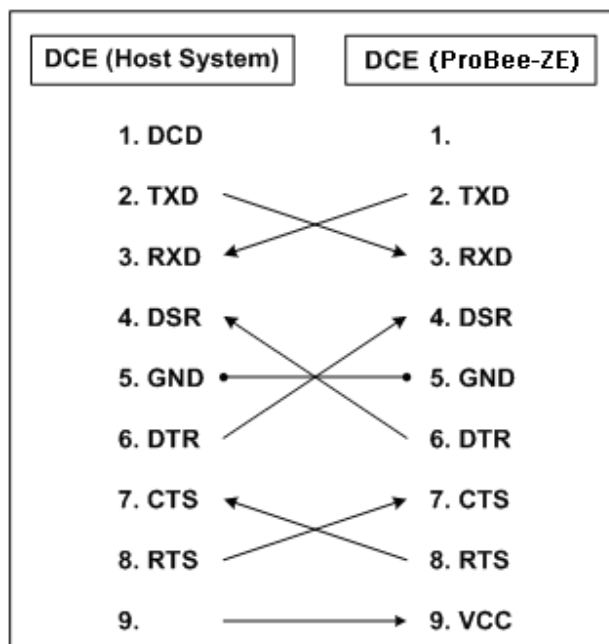 DCE (Host System) DCE (ProBee-ZE)
1. DCD 1.
2. TXD 2. TXD
3. RXD 3. RXD
4. DSR 4. DSR
5. GND 5. GND
6. DTR 6. DTR
7. CTS 7. CTS
8. RTS 8. RTS
9. 9. VCC